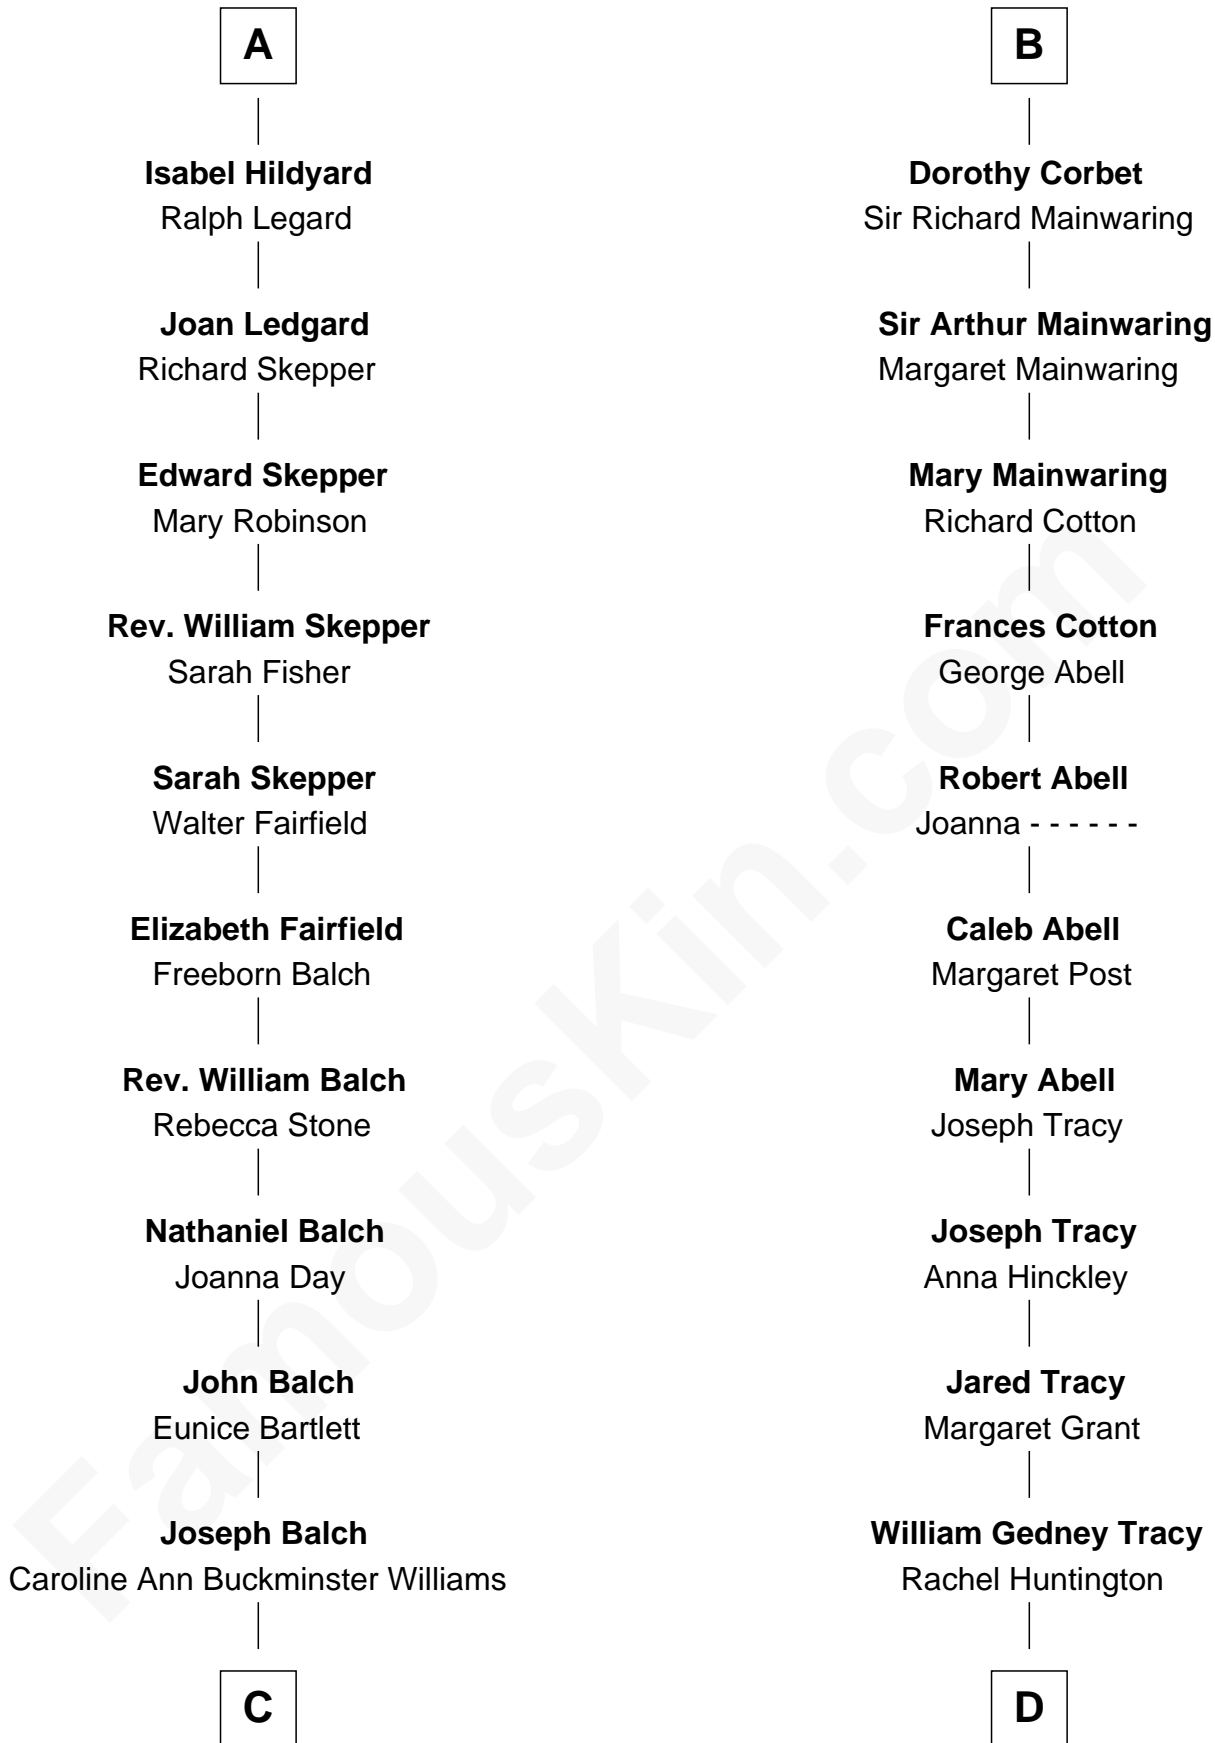 A
Isabel Hildyard
Ralph Legard
Joan Ledgard
Richard Skepper
Edward Skepper
Mary Robinson
Rev. William Skepper
Sarah Fisher
Sarah Skepper
Walter Fairfield
Elizabeth Fairfield
Freeborn Balch
Rev. William Balch
Rebecca Stone
Nathaniel Balch
Joanna Day
John Balch
Eunice Bartlett
Joseph Balch
Caroline Ann Buckminster Williams
C
B
Dorothy Corbet
Sir Richard Mainwaring
Sir Arthur Mainwaring
Margaret Mainwaring
Mary Mainwaring
Richard Cotton
Frances Cotton
George Abell
Robert Abell
Joanna - - - - - -
Caleb Abell
Margaret Post
Mary Abell
Joseph Tracy
Joseph Tracy
Anna Hinckley
Jared Tracy
Margaret Grant
William Gedney Tracy
Rachel Huntington
D
FamousKin.com